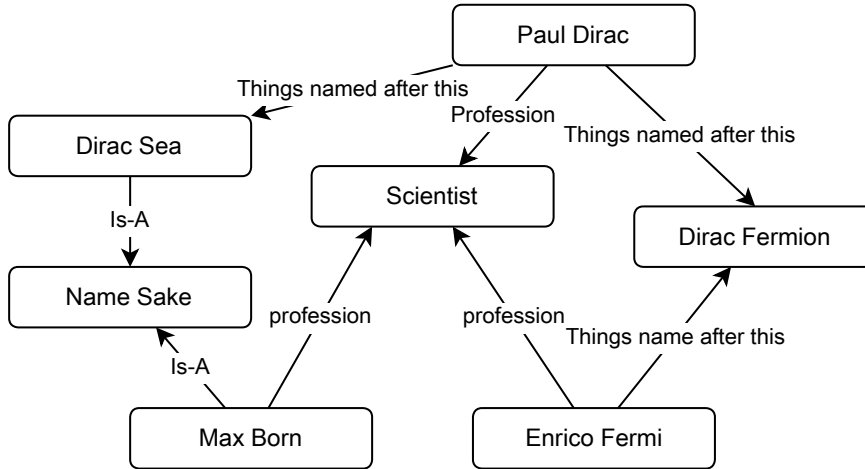 Paul Dirac
Things named after this
Profession
Dirac Sea
Things named after this
Scientist
Is-A
Dirac Fermion
Name Sake
profession
profession
Things name after this
Is-A
Max Born
Enrico Fermi